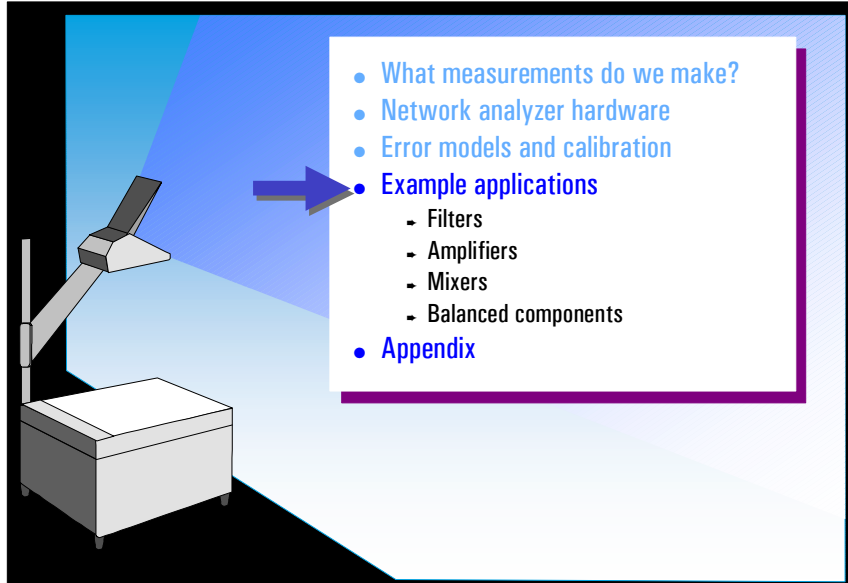 What measurements do we make?
Network analyzer hardware
Error models and calibration
Example applications
Filters
Amplifiers
Mixers
Balanced components
Appendix